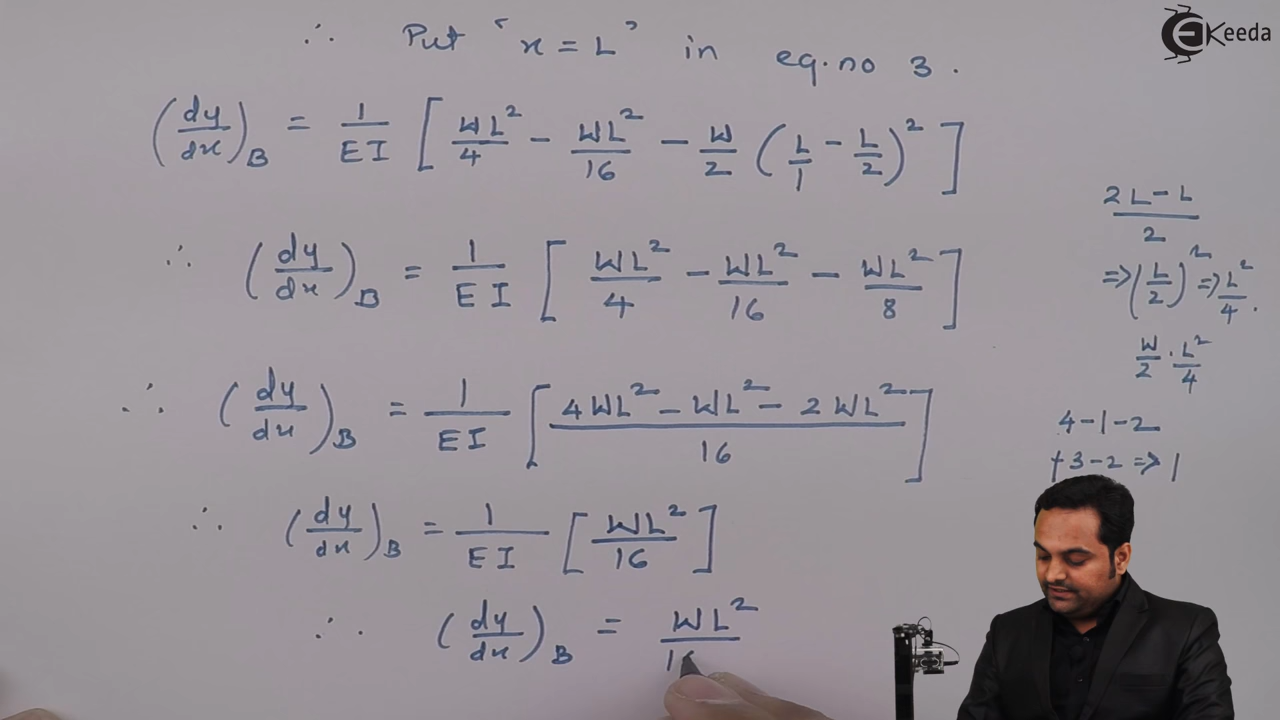 ∴ Put 'x = L' in eq.no 3.
EKeeda
(dy/dx)B = 1/EI [ WL²/4 - WL²/16 - W/2 (L/1 - L/2)² ]
∴ (dy/dx)B = 1/EI [ WL²/4 - WL²/16 - WL²/8 ]
∴ (dy/dx)B = 1/EI [ (4WL² - WL² - 2WL²)/16 ]
∴ (dy/dx)B = 1/EI [ WL²/16 ]
∴ (dy/dx)B = WL²/16
(2L - L)/2
=> (L/2)² => L²/4.
W/2 · L²/4
4-1-2
+3-2 => 1